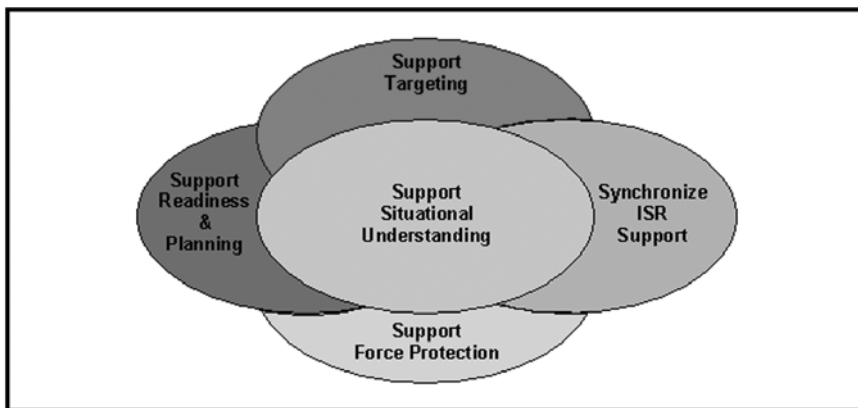 Support
Targeting
Support
Readiness
&
Planning
Support
Situational
Understanding
Synchronize
ISR
Support
Support
Force Protection